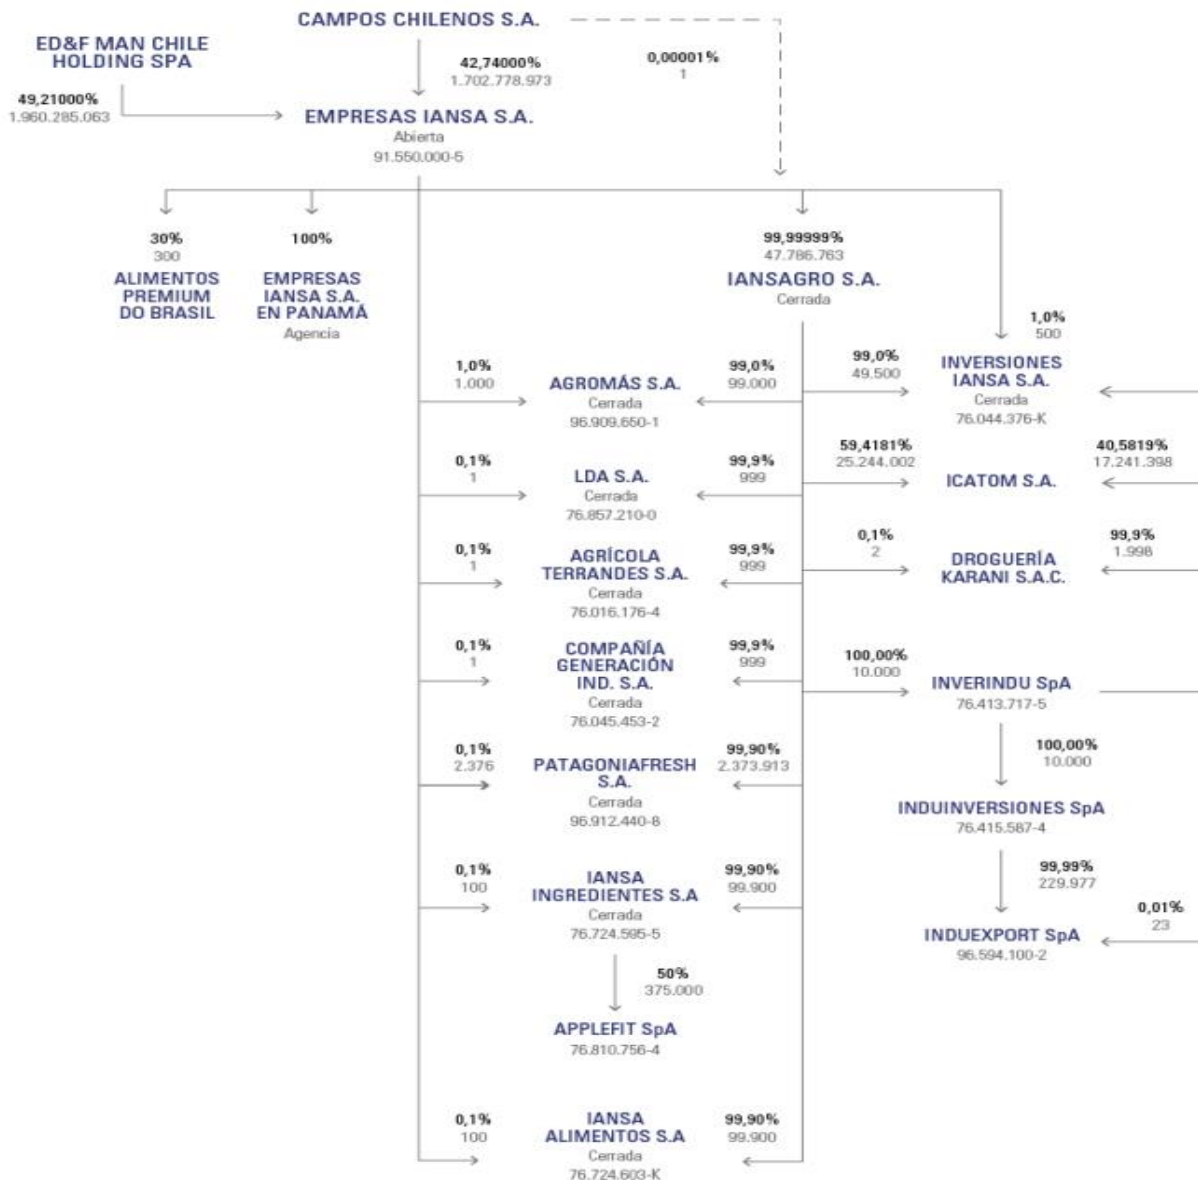 CAMPOS CHILENOS S.A.
ED&F MAN CHILE
HOLDING SPA
42,74000%
1.702.778.973
0,00001%
1
49,21000%
1.960.285.063
EMPRESAS IANSA S.A.
Abierta
91.550.000-5
30%
300
ALIMENTOS
PREMIUM
DO BRASIL
100%
EMPRESAS
IANSA S.A.
EN PANAMÁ
Agencia
99,99999%
47.786.763
IANSAGRO S.A.
Cerrada
1,0%
500
1,0%
1.000
AGROMÁS S.A.
Cerrada
96.909.650-1
99,0%
99.000
99,0%
49.500
INVERSIONES
IANSA S.A.
Cerrada
76.044.376-K
0,1%
1
LDA S.A.
Cerrada
76.857.210-0
99,9%
999
59,4181%
25.244.002
ICATOM S.A.
40,5819%
17.241.398
0,1%
1
AGRÍCOLA
TERRANDES S.A.
Cerrada
76.016.176-4
99,9%
999
0,1%
2
DROGUERÍA
KARANI S.A.C.
99,9%
1.998
0,1%
1
COMPAÑÍA
GENERACIÓN
IND. S.A.
Cerrada
76.045.453-2
99,9%
999
100,00%
10.000
INVERINDU SpA
76.413.717-5
0,1%
2.376
PATAGONIAFRESH
S.A.
Cerrada
96.912.440-8
99,90%
2.373.913
100,00%
10.000
INDUINVERSIONES SpA
76.415.587-4
0,1%
100
IANSA
INGREDIENTES S.A
Cerrada
76.724.595-5
99,90%
99.900
99,99%
229.977
INDUEXPORT SpA
96.594.100-2
0,01%
23
50%
375.000
APPLEFIT SpA
76.810.756-4
0,1%
100
IANSA
ALIMENTOS S.A
Cerrada
76.724.603-K
99,90%
99.900